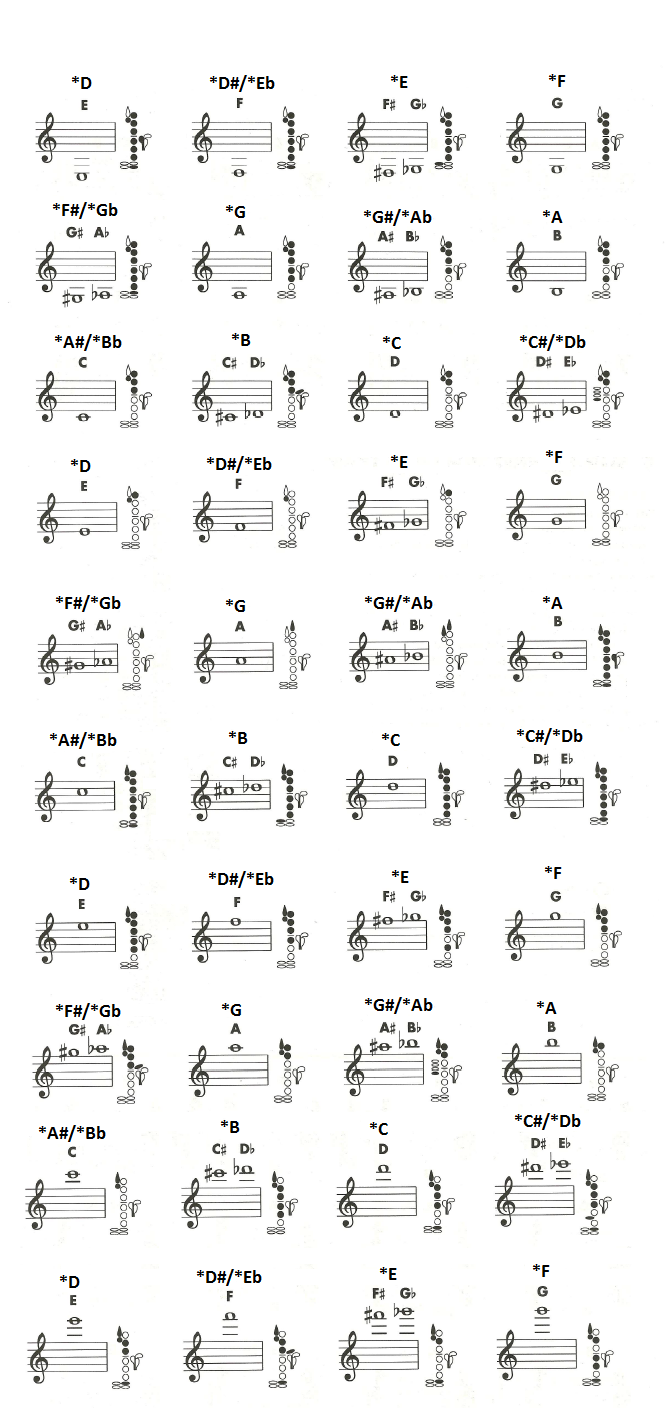 *D *D#/*Eb *E *F
E F F♯ G♭ G
*F#/*Gb *G *G#/*Ab *A
G♯ A♭ A A♯ B♭ B
*A#/*Bb *B *C *C#/*Db
C C♯ D♭ D D♯ E♭
*D *D#/*Eb *E *F
E F F♯ G♭ G
*F#/*Gb *G *G#/*Ab *A
G♯ A♭ A A♯ B♭ B
*A#/*Bb *B *C *C#/*Db
C C♯ D♭ D D♯ E♭
*D *D#/*Eb *E *F
E F F♯ G♭ G
*F#/*Gb *G *G#/*Ab *A
G♯ A♭ A A♯ B♭ B
*A#/*Bb *B *C *C#/*Db
C C♯ D♭ D D♯ E♭
*D *D#/*Eb *E *F
E F F♯ G♭ G